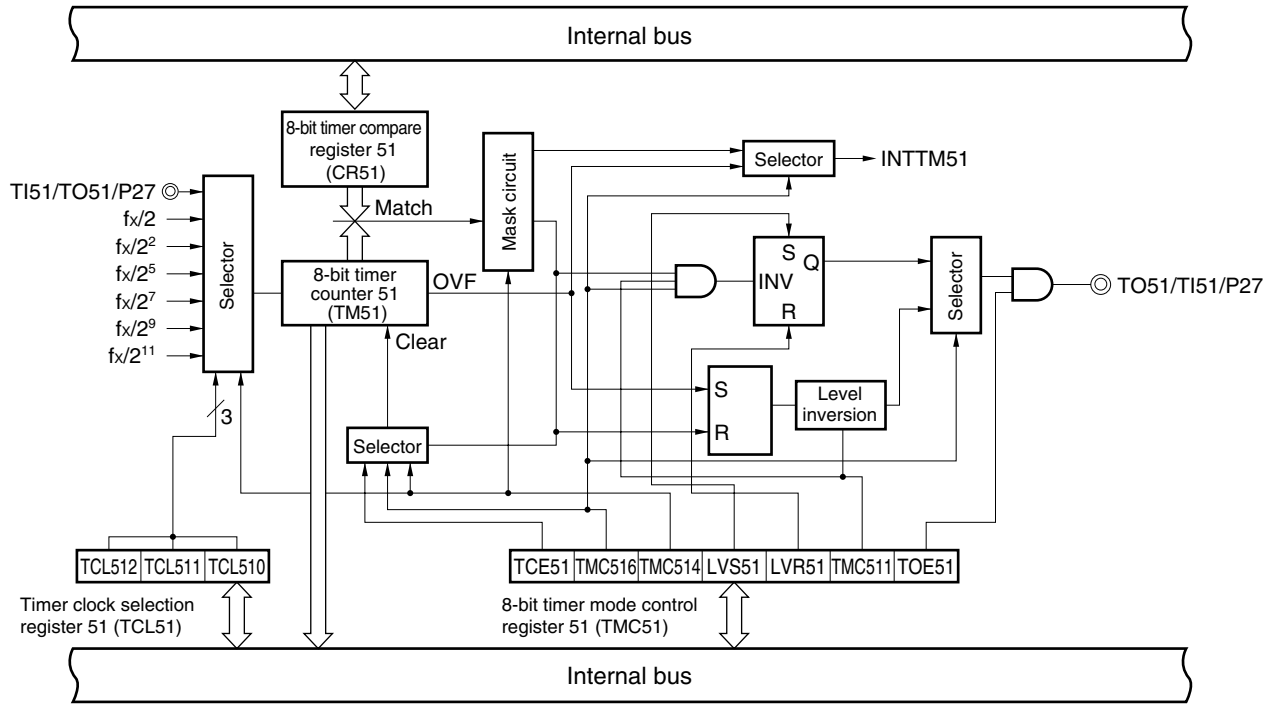 Internal bus
8-bit timer compare
register 51
(CR51)
Match
Mask circuit
Selector
INTTM51
TI51/TO51/P27
fx/2
fx/2²
fx/2⁵
fx/2⁷
fx/2⁹
fx/2¹¹
Selector
8-bit timer
counter 51
(TM51)
OVF
Clear
S
INV
Q
R
Selector
TO51/TI51/P27
S
R
Level
inversion
3
Selector
TCL512
TCL511
TCL510
Timer clock selection
register 51 (TCL51)
TCE51
TMC516
TMC514
LVS51
LVR51
TMC511
TOE51
8-bit timer mode control
register 51 (TMC51)
Internal bus